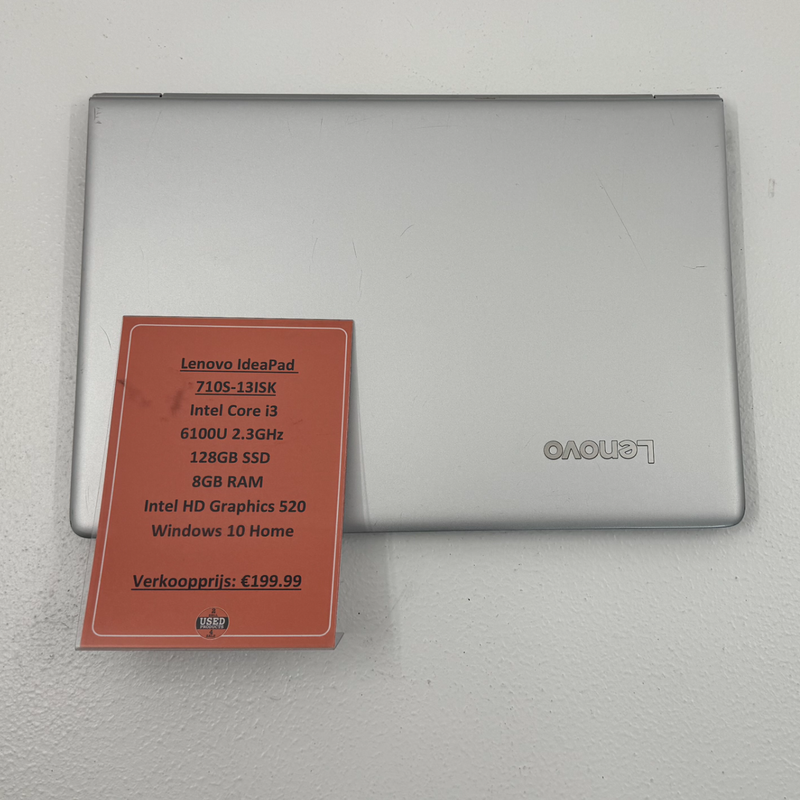 Lenovo IdeaPad
710S-13ISK
Intel Core i3
6100U 2.3GHz
128GB SSD
8GB RAM
Intel HD Graphics 520
Windows 10 Home
Verkoopprijs: €199.99
USED
PRODUCTS
Lenovo